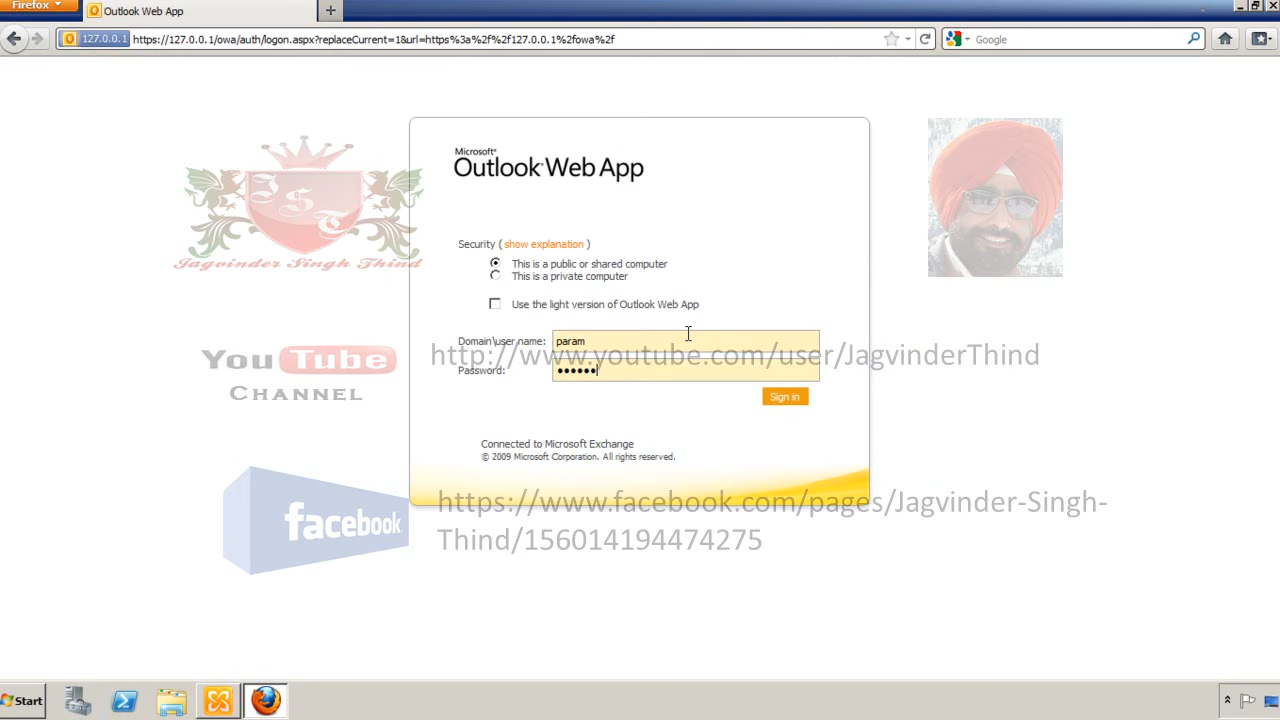 Firefox
Outlook Web App
127.0.0.1 https://127.0.0.1/owa/auth/logon.aspx?replaceCurrent=1&url=https%3a%2f%2f127.0.0.1%2fowa%2f
Google
Microsoft®
Outlook Web App
JST
Jagvinder Singh Thind
Security ( show explanation )
This is a public or shared computer
This is a private computer
Use the light version of Outlook Web App
Domain\user name: param
http://www.youtube.com/user/JagvinderThind
You Tube
CHANNEL
Password:
Sign in
Connected to Microsoft Exchange
© 2009 Microsoft Corporation. All rights reserved.
facebook
https://www.facebook.com/pages/Jagvinder-Singh-
Thind/156014194474275
Start